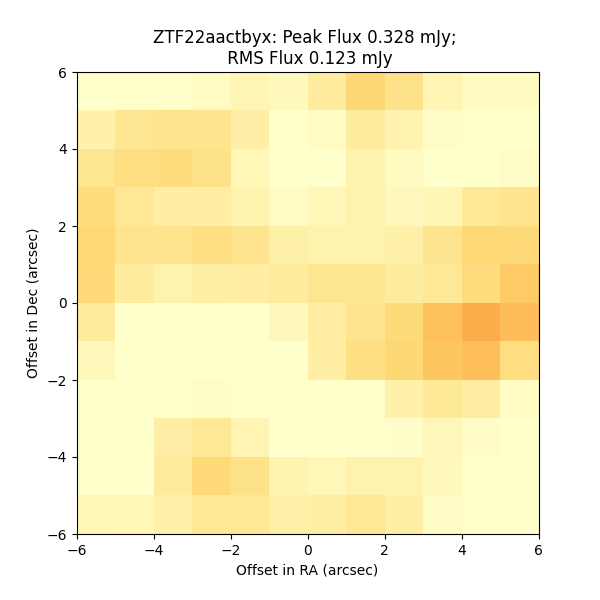 ZTF22aactbyx: Peak Flux 0.328 mJy;
RMS Flux 0.123 mJy
6
4
2
0
−2
−4
−6
Offset in Dec (arcsec)
−6 −4 −2 0 2 4 6
Offset in RA (arcsec)